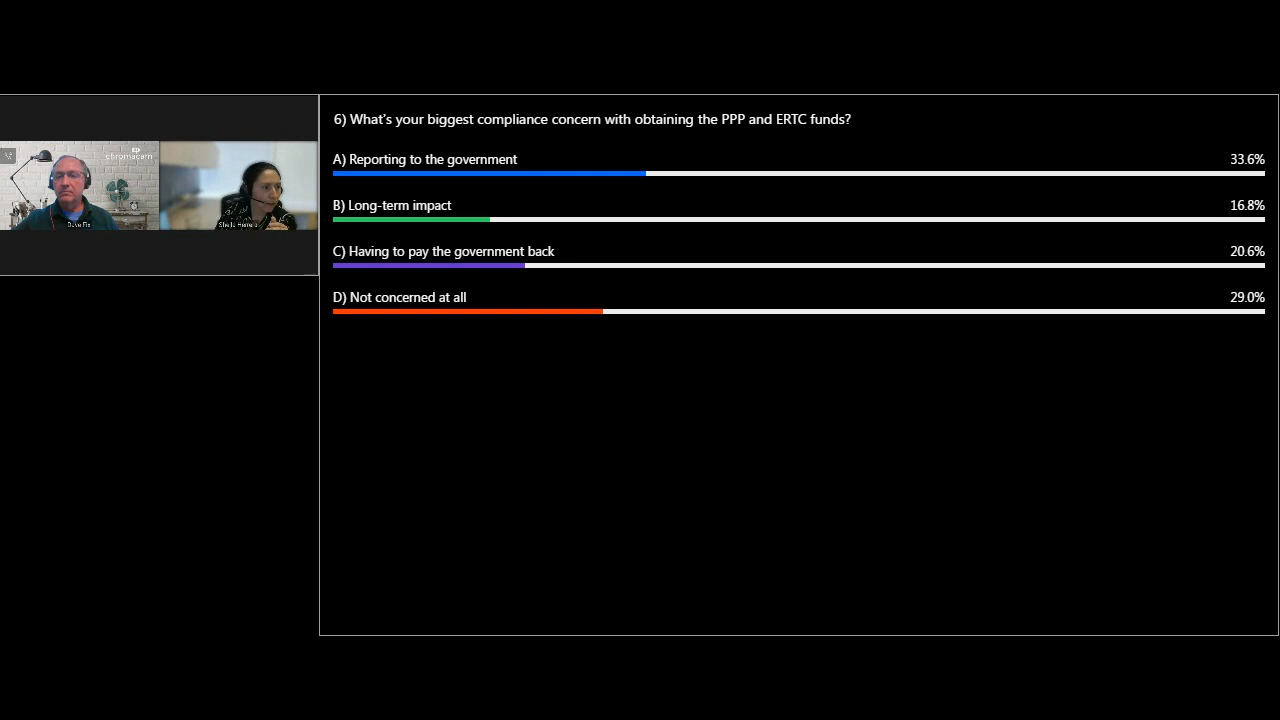 chromacam
Dave Fix
6) What's your biggest compliance concern with obtaining the PPP and ERTC funds?
A) Reporting to the government 33.6%
B) Long-term impact 16.8%
C) Having to pay the government back 20.6%
D) Not concerned at all 29.0%